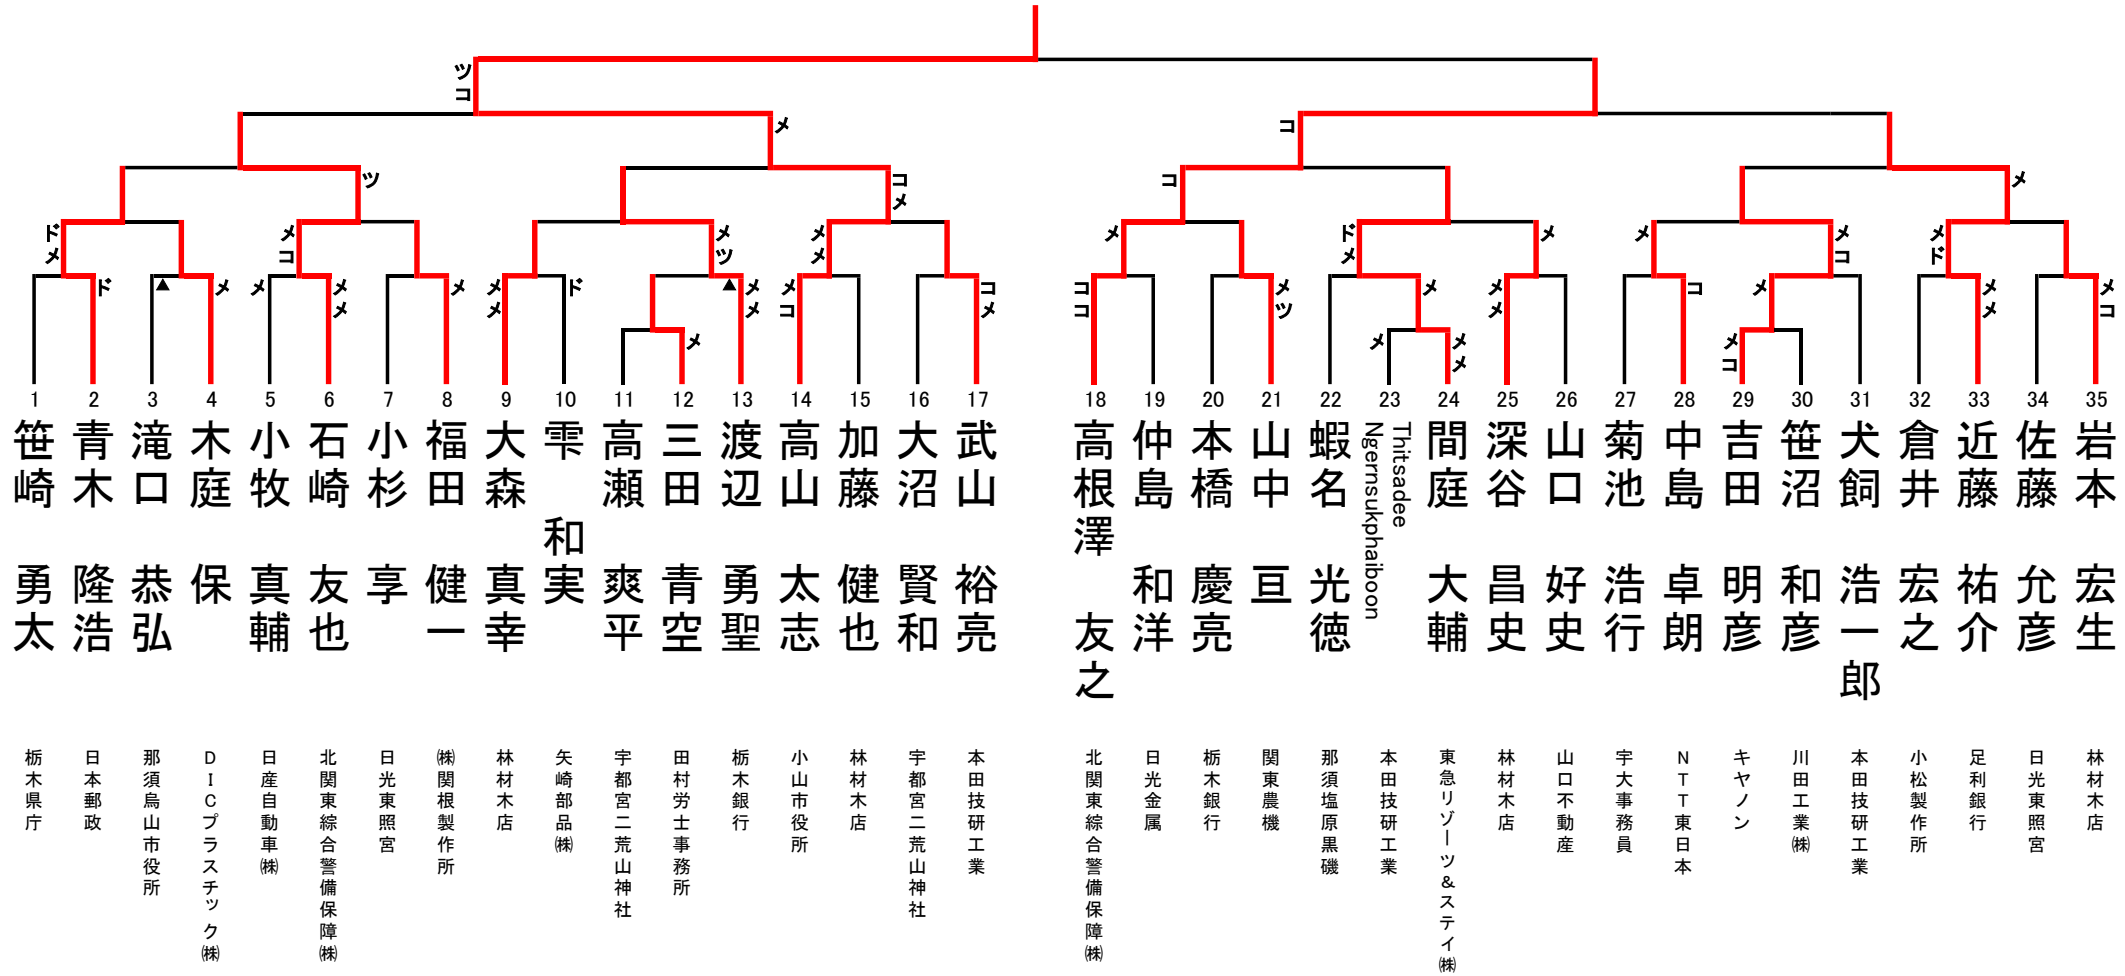 ツ
コ
メ
コ
ツ
コ
メ
コ
メ
ド
メ
メ
コ
メ
ツ
メ
メ
メ
ド
メ
メ
メ
メ
コ
メ
ド
ド
メ
メ
メ
メ
メ
メ
メ
ド
メ
メ
メ
コ
コ
メ
コ
コ
メ
ツ
メ
メ
メ
コ
メ
メ
メ
メ
コ
メ
メ
メ
メ
メ
コ
1 2 3 4 5 6 7 8 9 10 11 12 13 14 15 16 17 18 19 20 21 22 23 24 25 26 27 28 29 30 31 32 33 34 35
笹崎 勇太
青木 隆浩
滝口 恭弘
木庭 保
小牧 真輔
石崎 友也
小杉 享
福田 健一
大森 真幸
雫 和実
高瀬 爽平
三田 青空
渡辺 勇聖
高山 太志
加藤 健也
大沼 賢和
武山 裕亮
高根澤 友之
仲島 和洋
本橋 慶亮
山中 亘
蝦名 光徳
Thitsadee
Ngernsukphaiboon
間庭 大輔
深谷 昌史
山口 好史
菊池 浩行
中島 卓朗
吉田 明彦
笹沼 和彦
犬飼 浩一郎
倉井 宏之
近藤 祐介
佐藤 允彦
岩本 宏生
栃木県庁
日本郵政
那須烏山市役所
DICプラスチック㈱
日産自動車㈱
北関東綜合警備保障㈱
日光東照宮
㈱関根製作所
林材木店
矢崎部品㈱
宇都宮二荒山神社
田村労士事務所
栃木銀行
小山市役所
林材木店
宇都宮二荒山神社
本田技研工業
北関東綜合警備保障㈱
日光金属
栃木銀行
関東農機
那須塩原黒磯
本田技研工業
東急リゾーツ&ステイ㈱
林材木店
山口不動産
宇大事務員
NTT東日本
キヤノン
川田工業㈱
本田技研工業
小松製作所
足利銀行
日光東照宮
林材木店